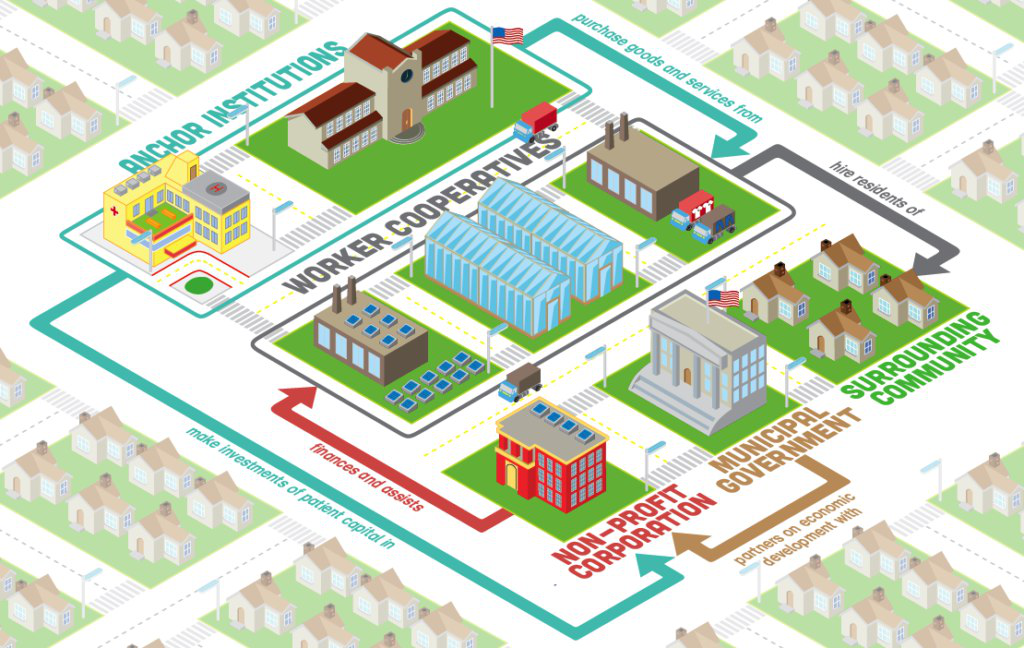 purchase goods and services from
ANCHOR INSTITUTIONS
WORKER COOPERATIVES
hire residents of
H
SURROUNDING
COMMUNITY
MUNICIPAL
GOVERNMENT
make investments of patient capital in
finances and assists
NON-PROFIT
CORPORATION
partners on economic
development with